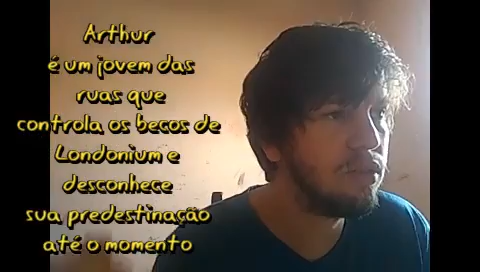 Arthur
é um jovem das
ruas que
controla os becos de
Londonium e
desconhece
sua predestinação
até o momento